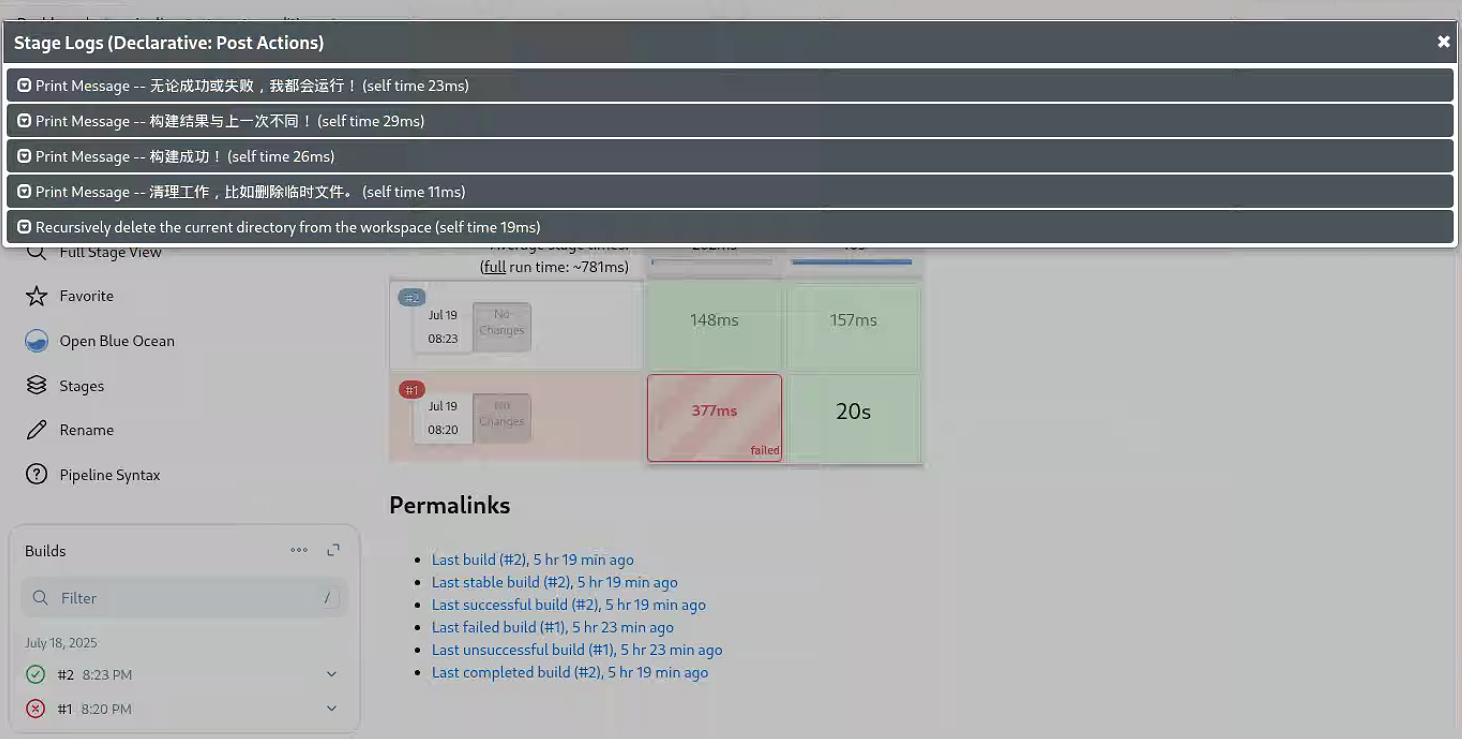 Stage Logs (Declarative: Post Actions)
Print Message -- 无论成功或失败，我都会运行！ (self time 23ms)
Print Message -- 构建结果与上一次不同！ (self time 29ms)
Print Message -- 构建成功！ (self time 26ms)
Print Message -- 清理工作，比如删除临时文件。 (self time 11ms)
Recursively delete the current directory from the workspace (self time 19ms)
Full Stage View
Favorite
Open Blue Ocean
Stages
Rename
Pipeline Syntax
Average stage times:
(full run time: ~781ms)
#2
Jul 19
08:23
No Changes
148ms
157ms
#1
Jul 19
08:20
No Changes
377ms
failed
20s
Permalinks
Last build (#2), 5 hr 19 min ago
Last stable build (#2), 5 hr 19 min ago
Last successful build (#2), 5 hr 19 min ago
Last failed build (#1), 5 hr 23 min ago
Last unsuccessful build (#1), 5 hr 23 min ago
Last completed build (#2), 5 hr 19 min ago
Builds
Filter /
July 18, 2025
#2 8:23 PM
#1 8:20 PM